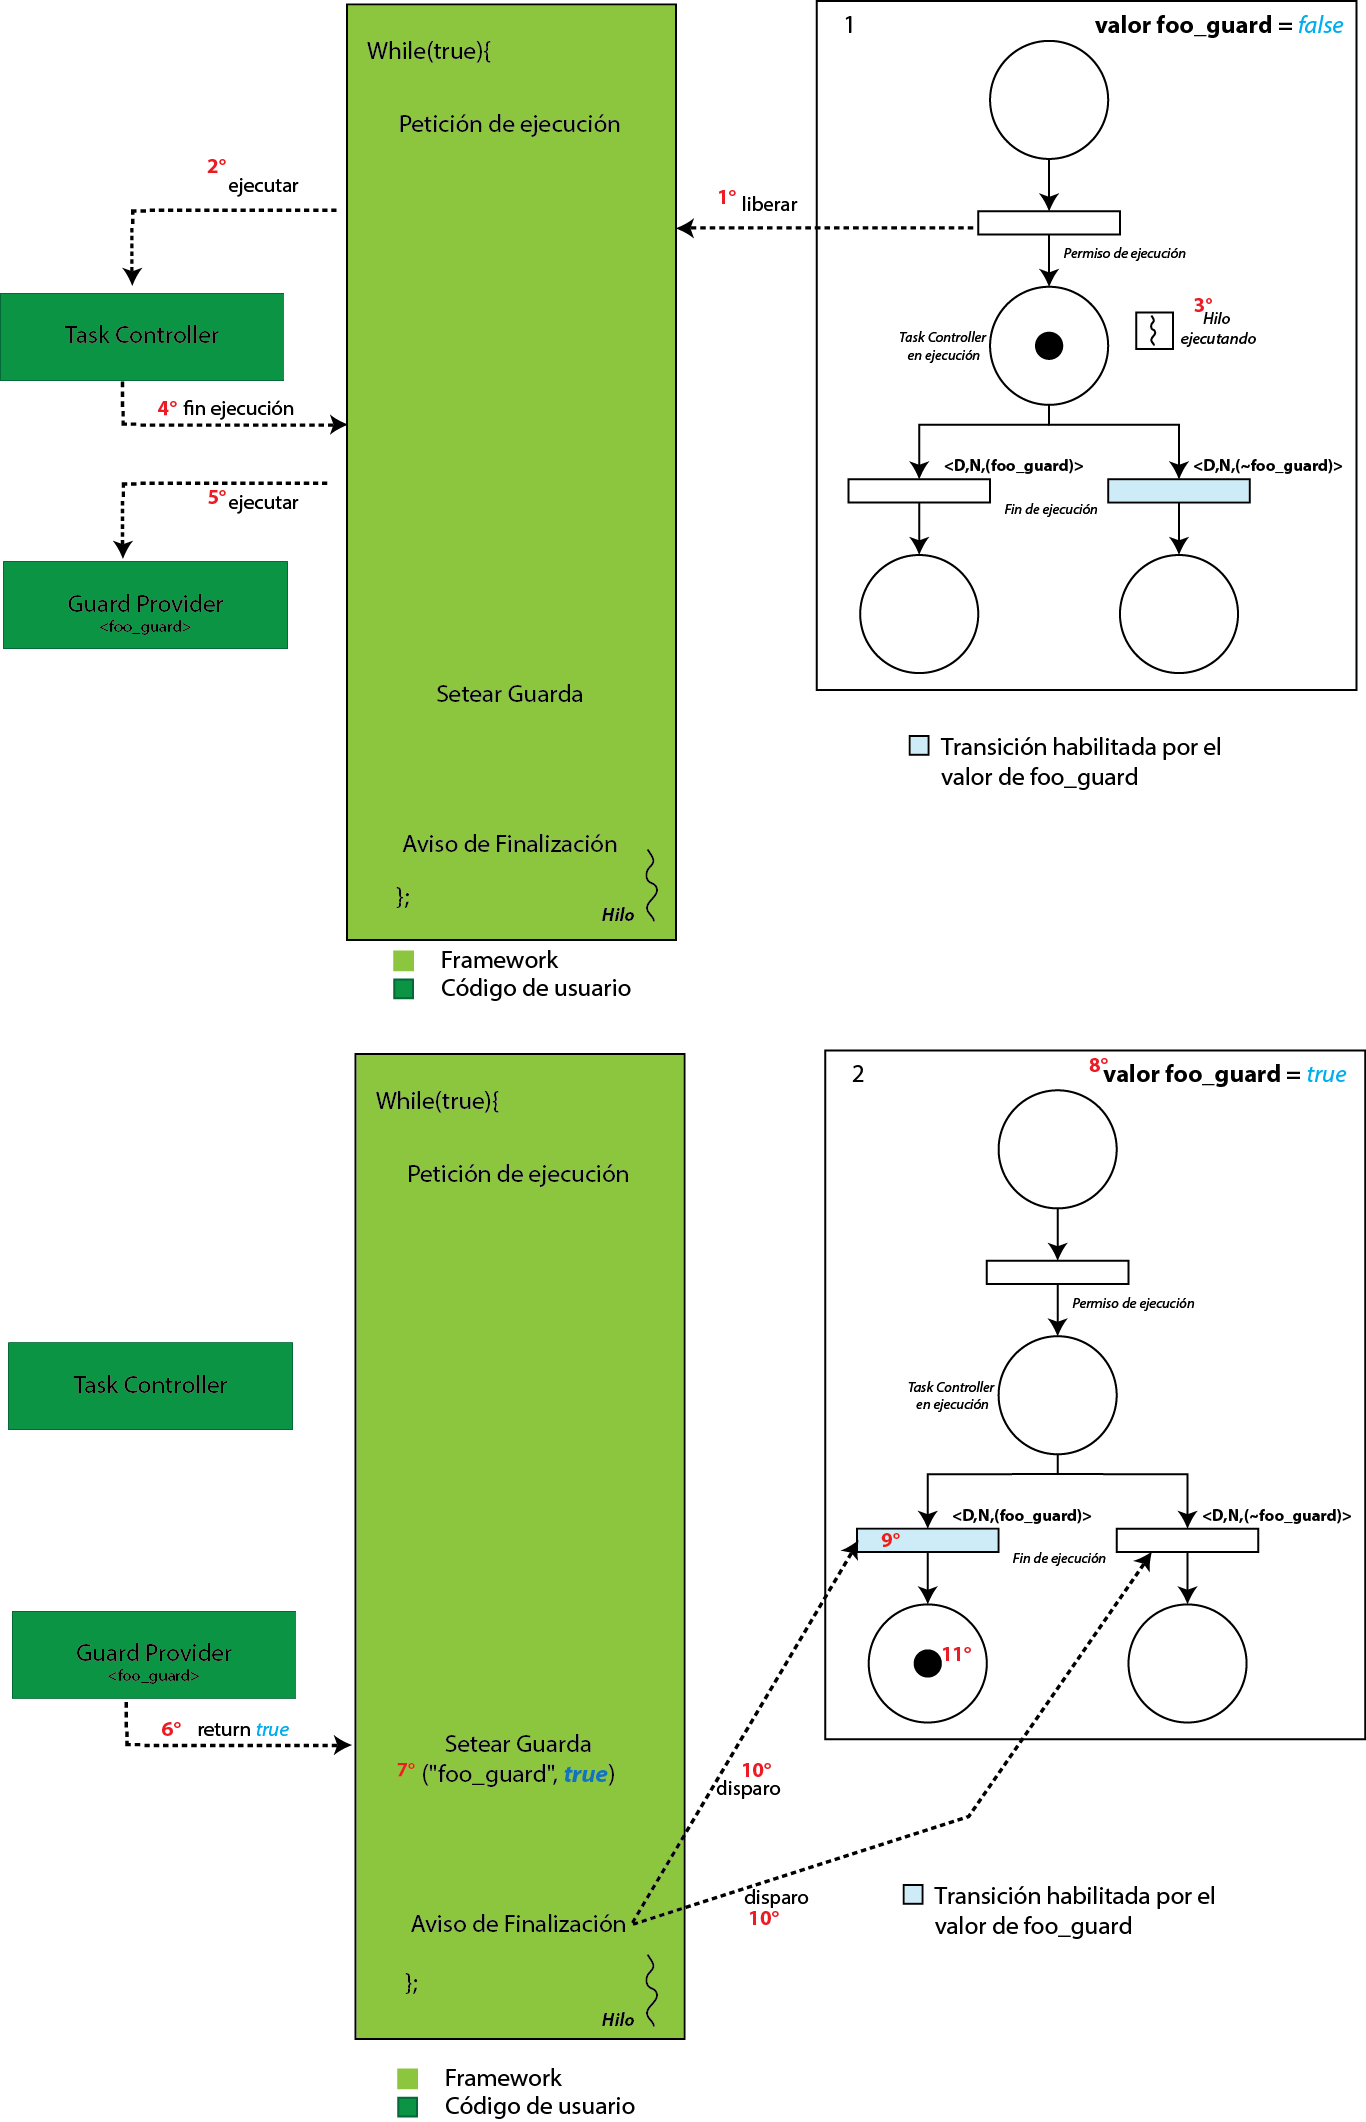 While(true){
Petición de ejecución
2° ejecutar
Task Controller
4° fin ejecución
5° ejecutar
Guard Provider
<foo_guard>
Setear Guarda
Aviso de Finalización
};
Hilo
Framework
Código de usuario
1° liberar
1
valor foo_guard = false
Permiso de ejecución
3°
Hilo
ejecutando
Task Controller
en ejecución
<D,N,(foo_guard)>
<D,N,(~foo_guard)>
Fin de ejecución
Transición habilitada por el
valor de foo_guard
While(true){
Petición de ejecución
Task Controller
Guard Provider
<foo_guard>
6° return true
Setear Guarda
7° ("foo_guard", true)
Aviso de Finalización
};
Hilo
Framework
Código de usuario
10°
disparo
disparo
10°
2
8° valor foo_guard = true
Permiso de ejecución
Task Controller
en ejecución
<D,N,(foo_guard)>
<D,N,(~foo_guard)>
9°
Fin de ejecución
11°
Transición habilitada por el
valor de foo_guard